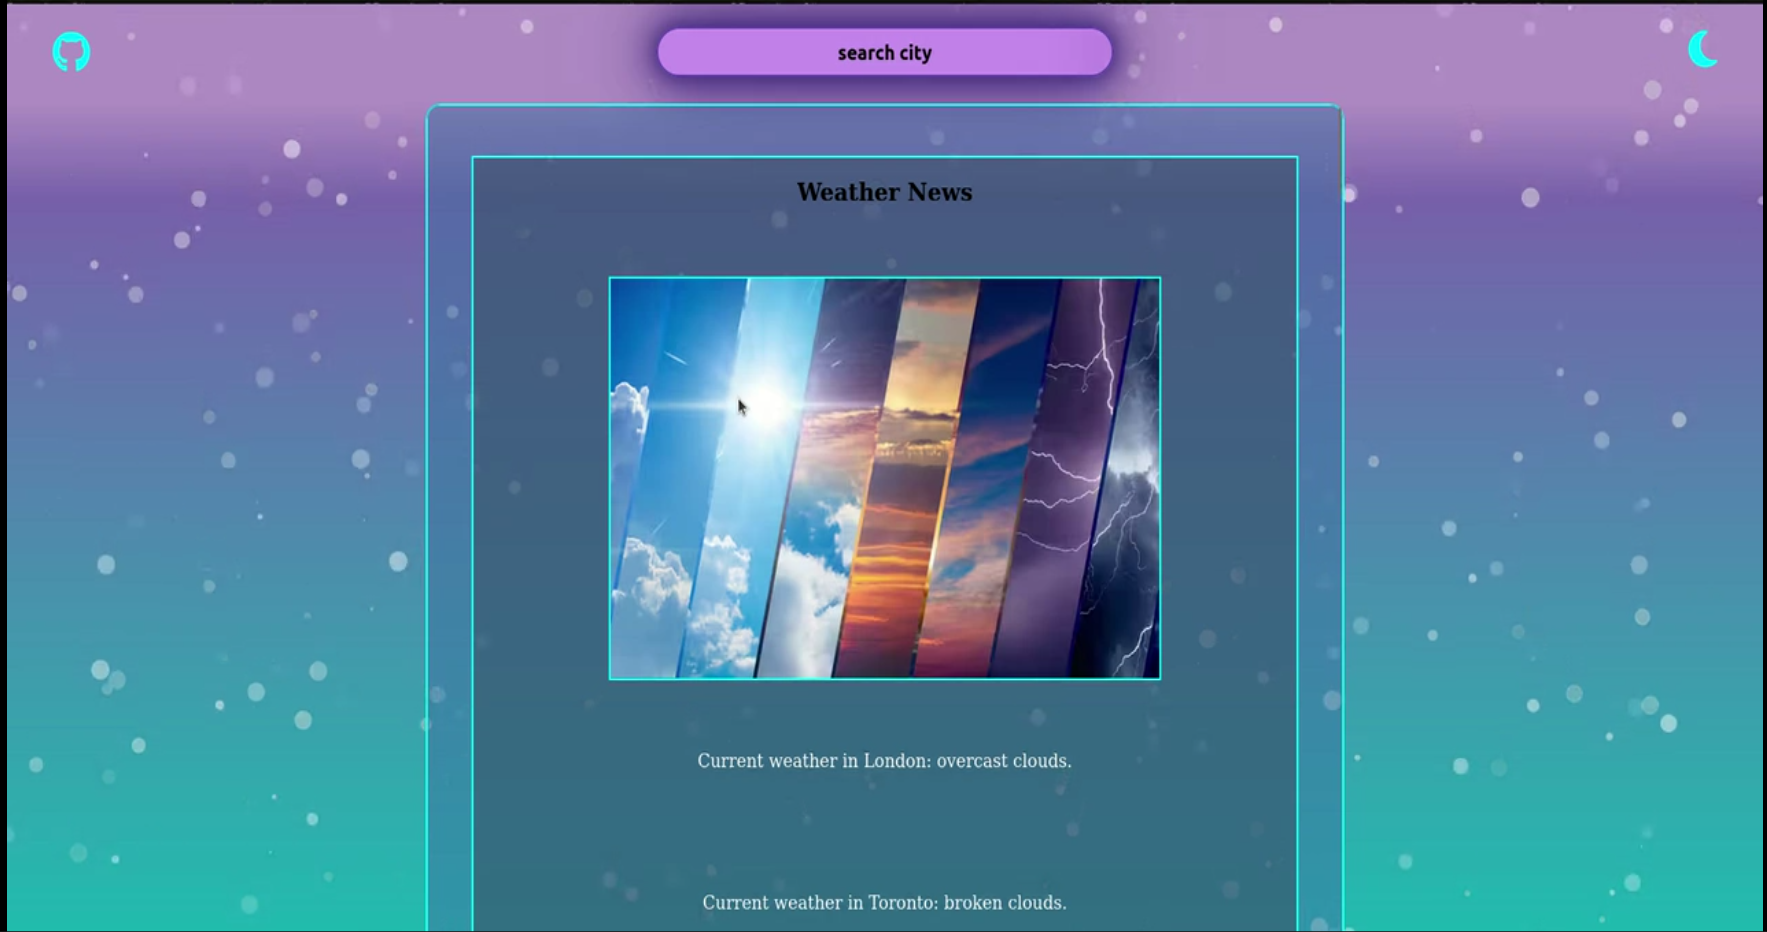 search city
Weather News
Current weather in London: overcast clouds.
Current weather in Toronto: broken clouds.